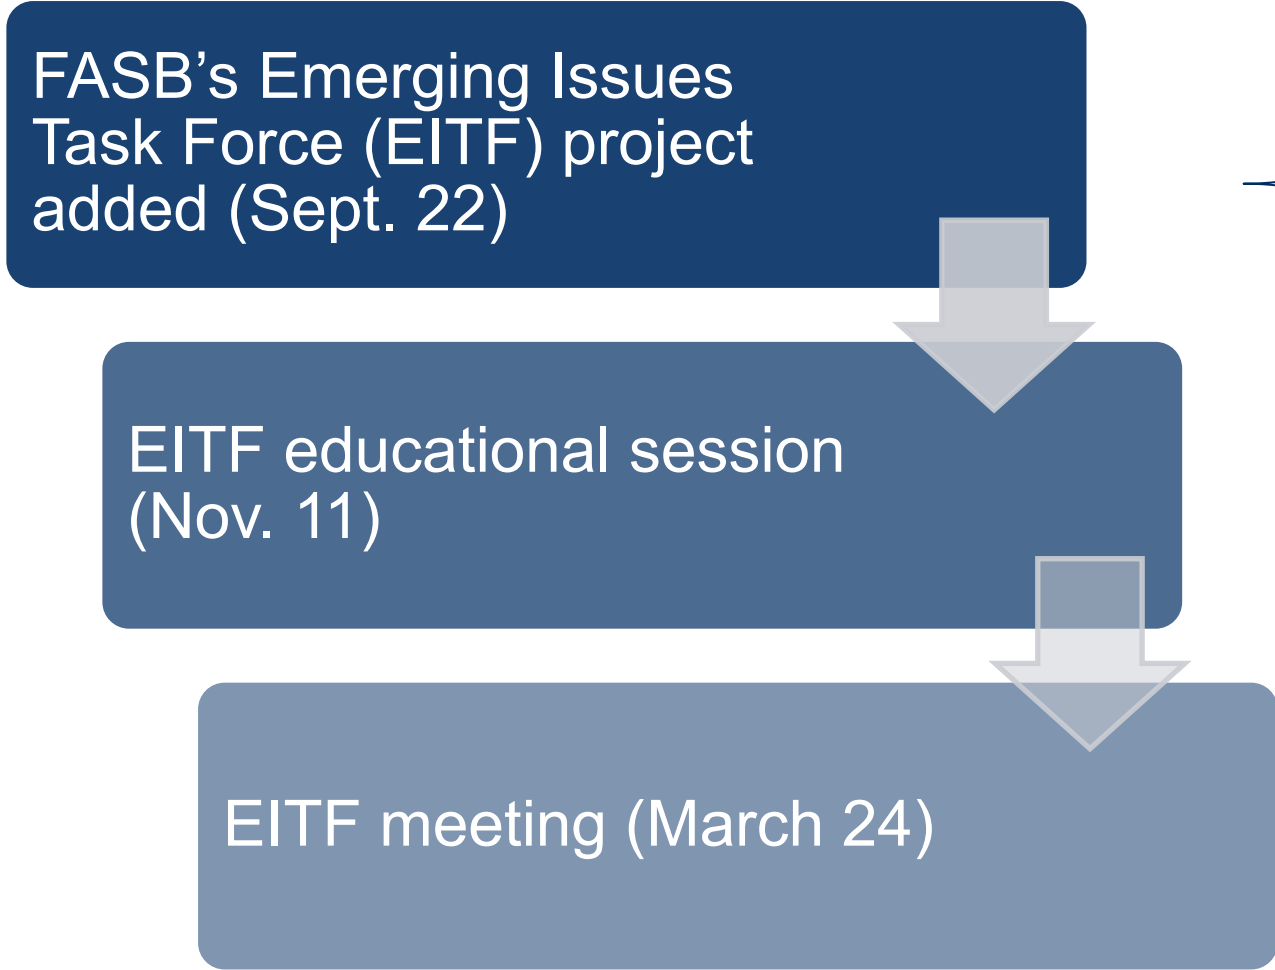 FASB’s Emerging Issues
Task Force (EITF) project
added (Sept. 22)
EITF educational session
(Nov. 11)
EITF meeting (March 24)